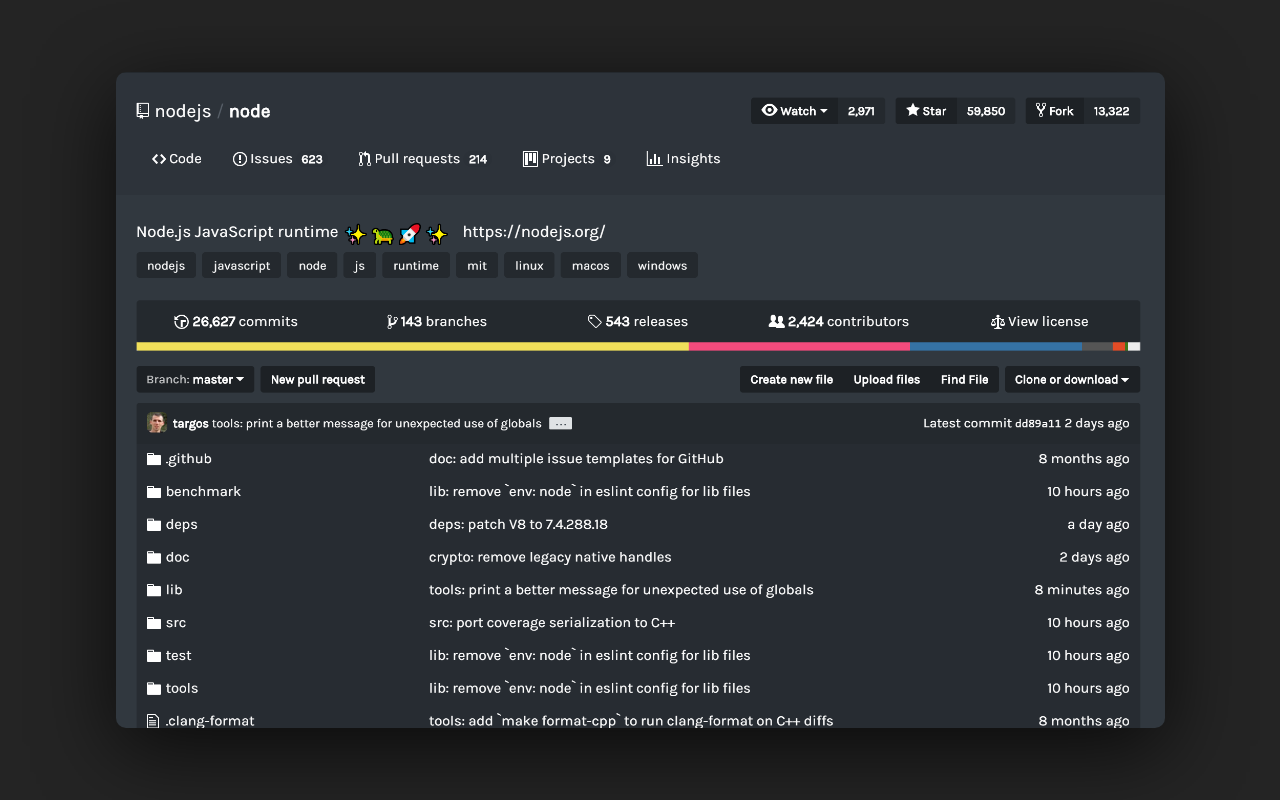 nodejs / node Watch 2,971 Star 59,850 Fork 13,322
Code Issues 623 Pull requests 214 Projects 9 Insights
Node.js JavaScript runtime ✨🐢🚀✨ https://nodejs.org/
nodejs javascript node js runtime mit linux macos windows
26,627 commits 143 branches 543 releases 2,424 contributors View license
Branch: master New pull request Create new file Upload files Find File Clone or download
targos tools: print a better message for unexpected use of globals ... Latest commit dd89a11 2 days ago
.github doc: add multiple issue templates for GitHub 8 months ago
benchmark lib: remove `env: node` in eslint config for lib files 10 hours ago
deps deps: patch V8 to 7.4.288.18 a day ago
doc crypto: remove legacy native handles 2 days ago
lib tools: print a better message for unexpected use of globals 8 minutes ago
src src: port coverage serialization to C++ 10 hours ago
test lib: remove `env: node` in eslint config for lib files 10 hours ago
tools lib: remove `env: node` in eslint config for lib files 10 hours ago
.clang-format tools: add `make format-cpp` to run clang-format on C++ diffs 8 months ago